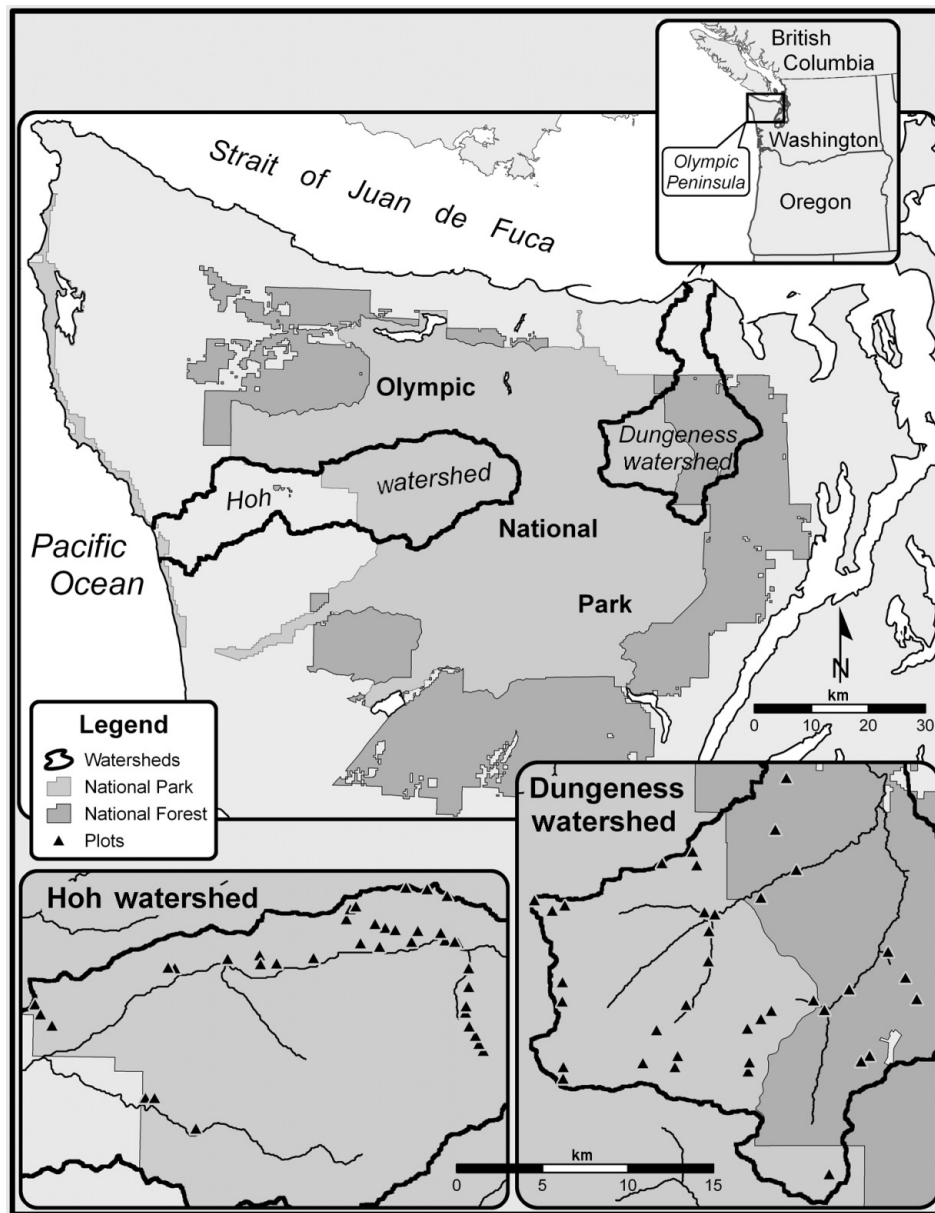 British
Columbia
Washington
Olympic
Peninsula
Oregon
Strait of Juan de Fuca
Olympic
Dungeness
watershed
Hoh watershed
National
Pacific
Ocean
Park
N
km
0 10 20 30
Legend
Watersheds
National Park
National Forest
Plots
Dungeness
watershed
Hoh watershed
km
0 5 10 15